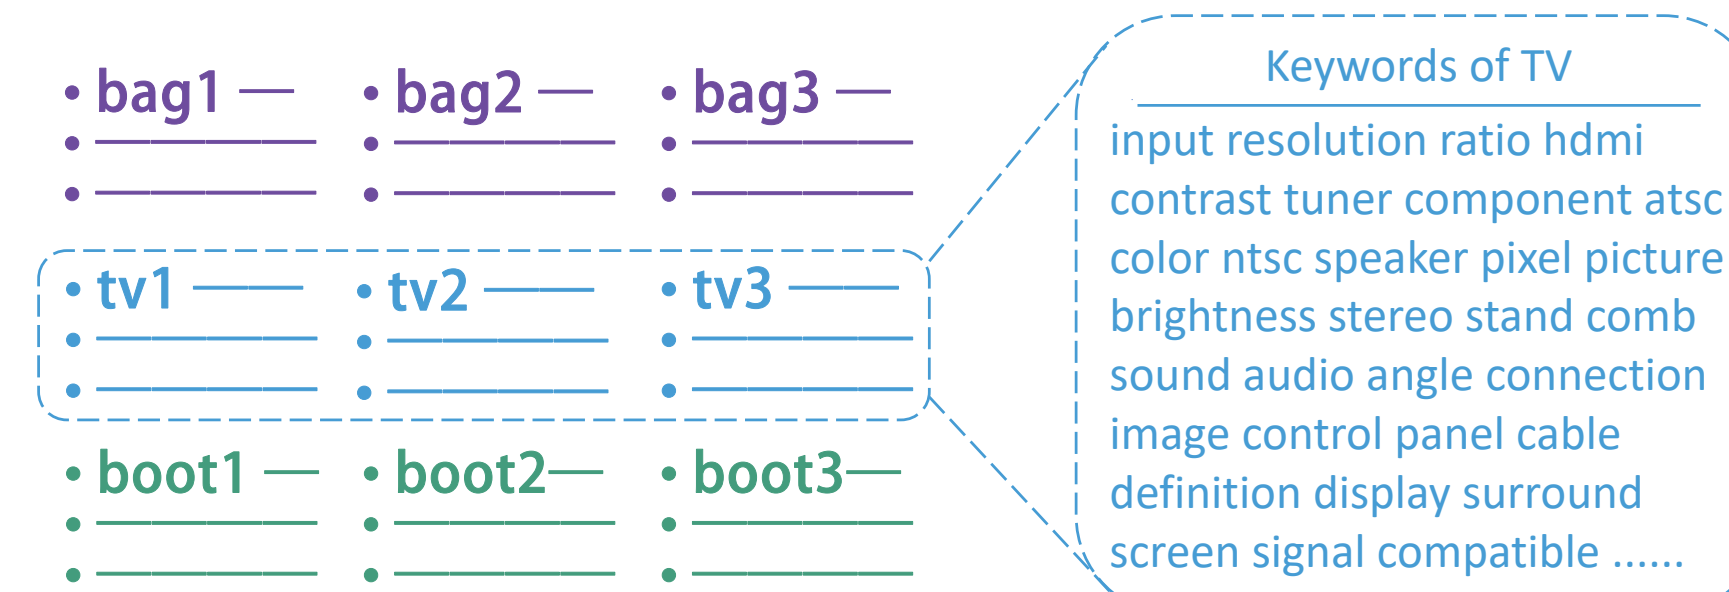 bag1 bag2 bag3
tv1 tv2 tv3
boot1 boot2 boot3
Keywords of TV
input resolution ratio hdmi
contrast tuner component atsc
color ntsc speaker pixel picture
brightness stereo stand comb
sound audio angle connection
image control panel cable
definition display surround
screen signal compatible ......